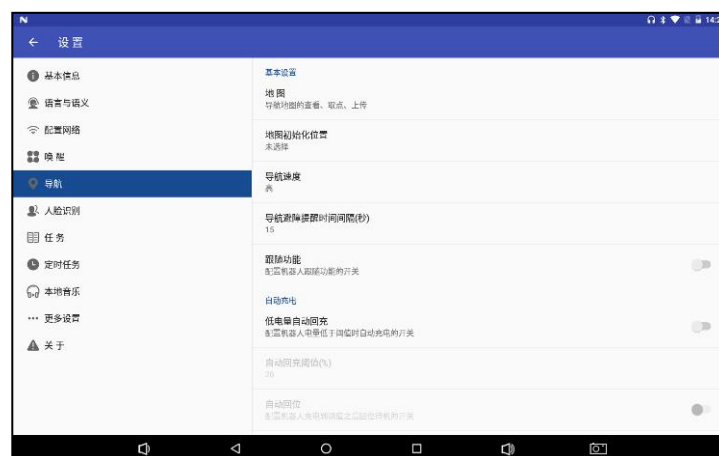 14:2
设置
基本信息
语言与语义
配置网络
唤醒
导航
人脸识别
任务
定时任务
本地音乐
更多设置
关于
基本设置
地图
导航地图的查看、取点、上传
地图初始化位置
未选择
导航速度
高
导航避障提醒时间间隔(秒)
15
跟随功能
配置机器人跟随功能的开关
自动充电
低电量自动回充
配置机器人电量低于阈值时自动充电的开关
自动回充阈值(%)
自动回位